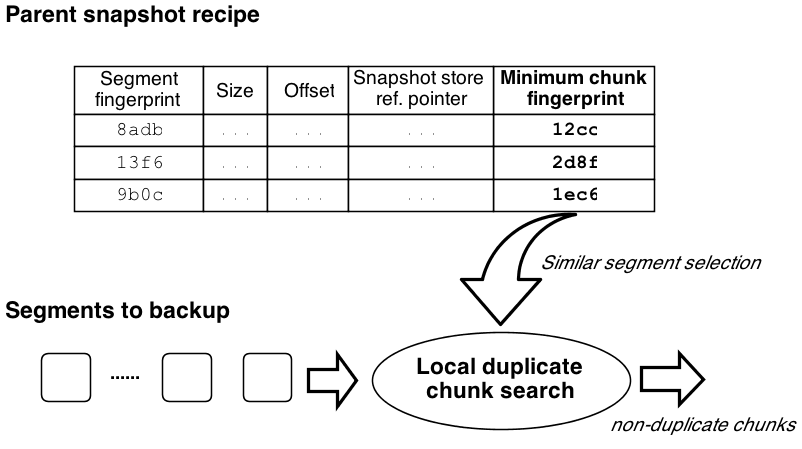 Parent snapshot recipe
Segment fingerprint Size Offset Snapshot store ref. pointer Minimum chunk fingerprint
8adb ... ... ... 12cc
13f6 ... ... ... 2d8f
9b0c ... ... ... 1ec6
Similar segment selection
Segments to backup
......
Local duplicate
chunk search
non-duplicate chunks